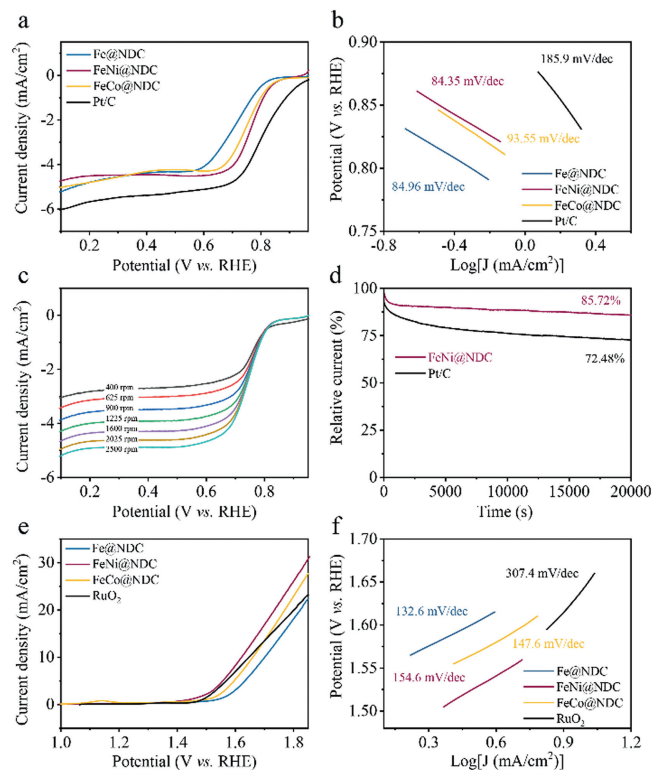 a
Fe@NDC
FeNi@NDC
FeCo@NDC
Pt/C
0
-2
-4
-6
0.2 0.4 0.6 0.8
Current density (mA/cm²)
Potential (V vs. RHE)
b
185.9 mV/dec
84.35 mV/dec
93.55 mV/dec
84.96 mV/dec
Fe@NDC
FeNi@NDC
FeCo@NDC
Pt/C
0.90
0.85
0.80
0.75
-0.8 -0.4 0.0 0.4
Potential (V vs. RHE)
Log[J (mA/cm²)]
c
400 rpm
625 rpm
900 rpm
1225 rpm
1600 rpm
2025 rpm
2500 rpm
0
-2
-4
-6
0.2 0.4 0.6 0.8
Current density (mA/cm²)
Potential (V vs. RHE)
d
85.72%
72.48%
FeNi@NDC
Pt/C
100
75
50
25
0
0 5000 10000 15000 20000
Relative current (%)
Time (s)
e
Fe@NDC
FeNi@NDC
FeCo@NDC
RuO₂
30
20
10
0
1.0 1.2 1.4 1.6 1.8
Current density (mA/cm²)
Potential (V vs. RHE)
f
307.4 mV/dec
132.6 mV/dec
147.6 mV/dec
154.6 mV/dec
Fe@NDC
FeNi@NDC
FeCo@NDC
RuO₂
1.70
1.65
1.60
1.55
1.50
0.0 0.3 0.6 0.9 1.2
Potential (V vs. RHE)
Log[J (mA/cm²)]